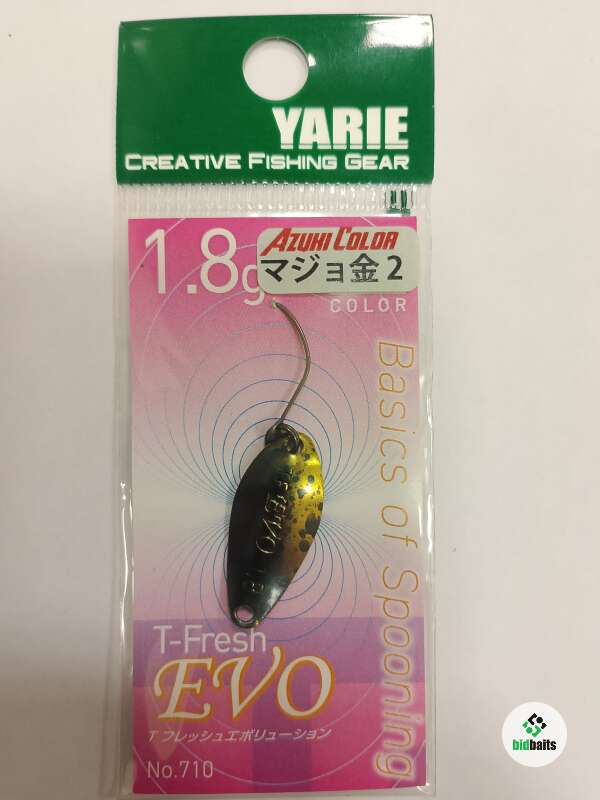 YARIE
CREATIVE FISHING GEAR
1.8g
AZUKI COLOR
マジョ金2
COLOR
Basics of Spooning
EVO
T-Fresh
EVO
T フレッシュエボリューション
No.710
bidbaits